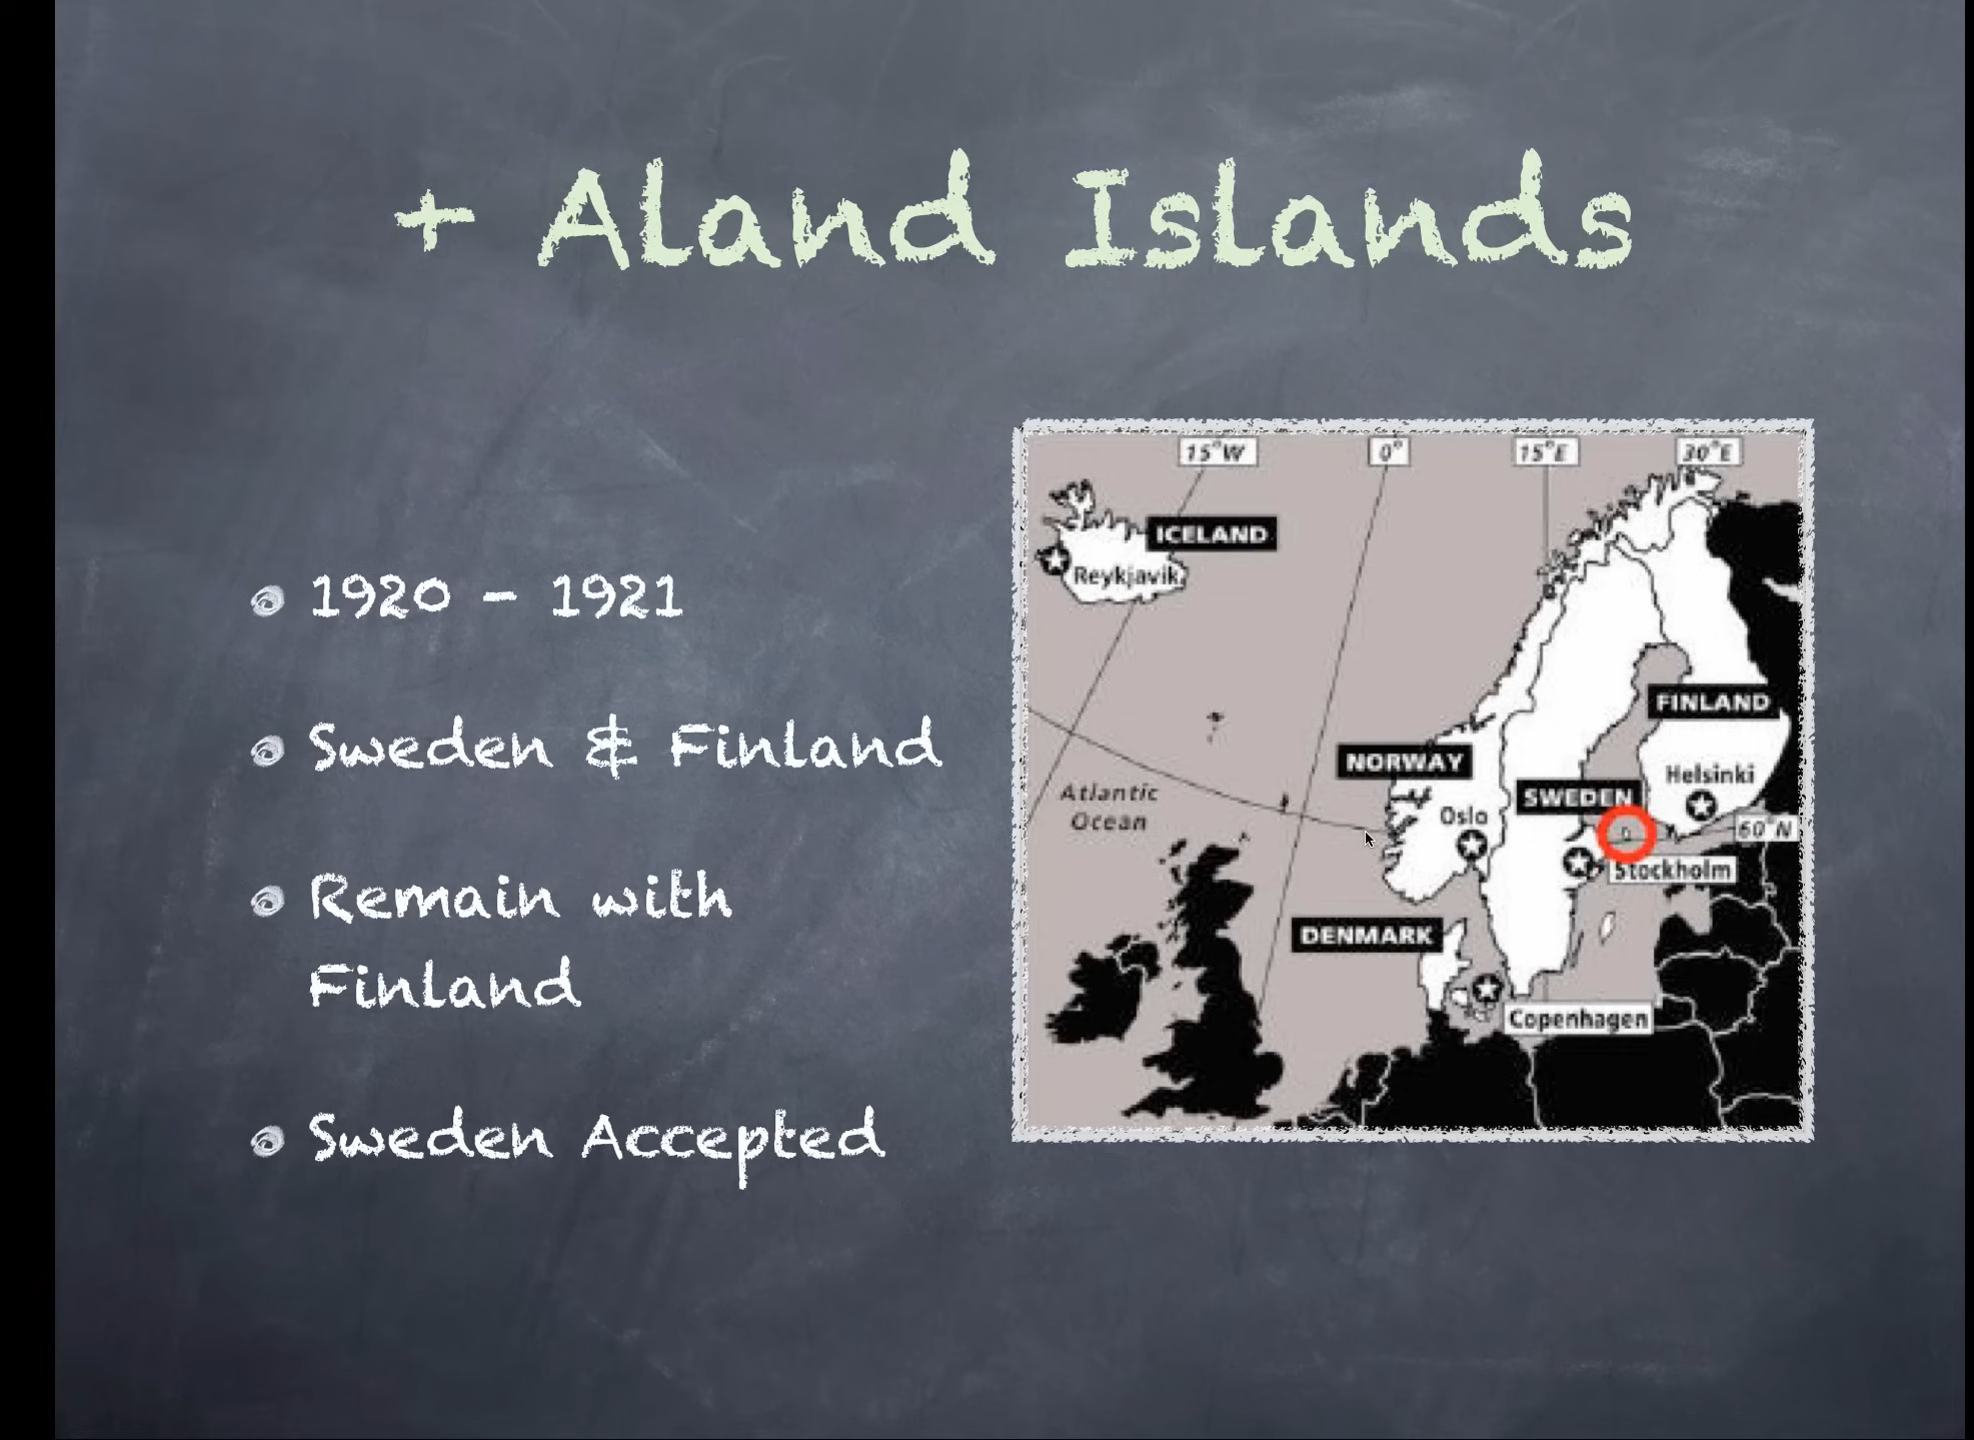 + Aland Islands
1920 - 1921
Sweden & Finland
Remain with
Finland
Sweden Accepted
15°W
0°
15°E
30°E
ICELAND
Reykjavik
FINLAND
NORWAY
Helsinki
Atlantic
Ocean
SWEDEN
Oslo
60°N
Stockholm
DENMARK
Copenhagen